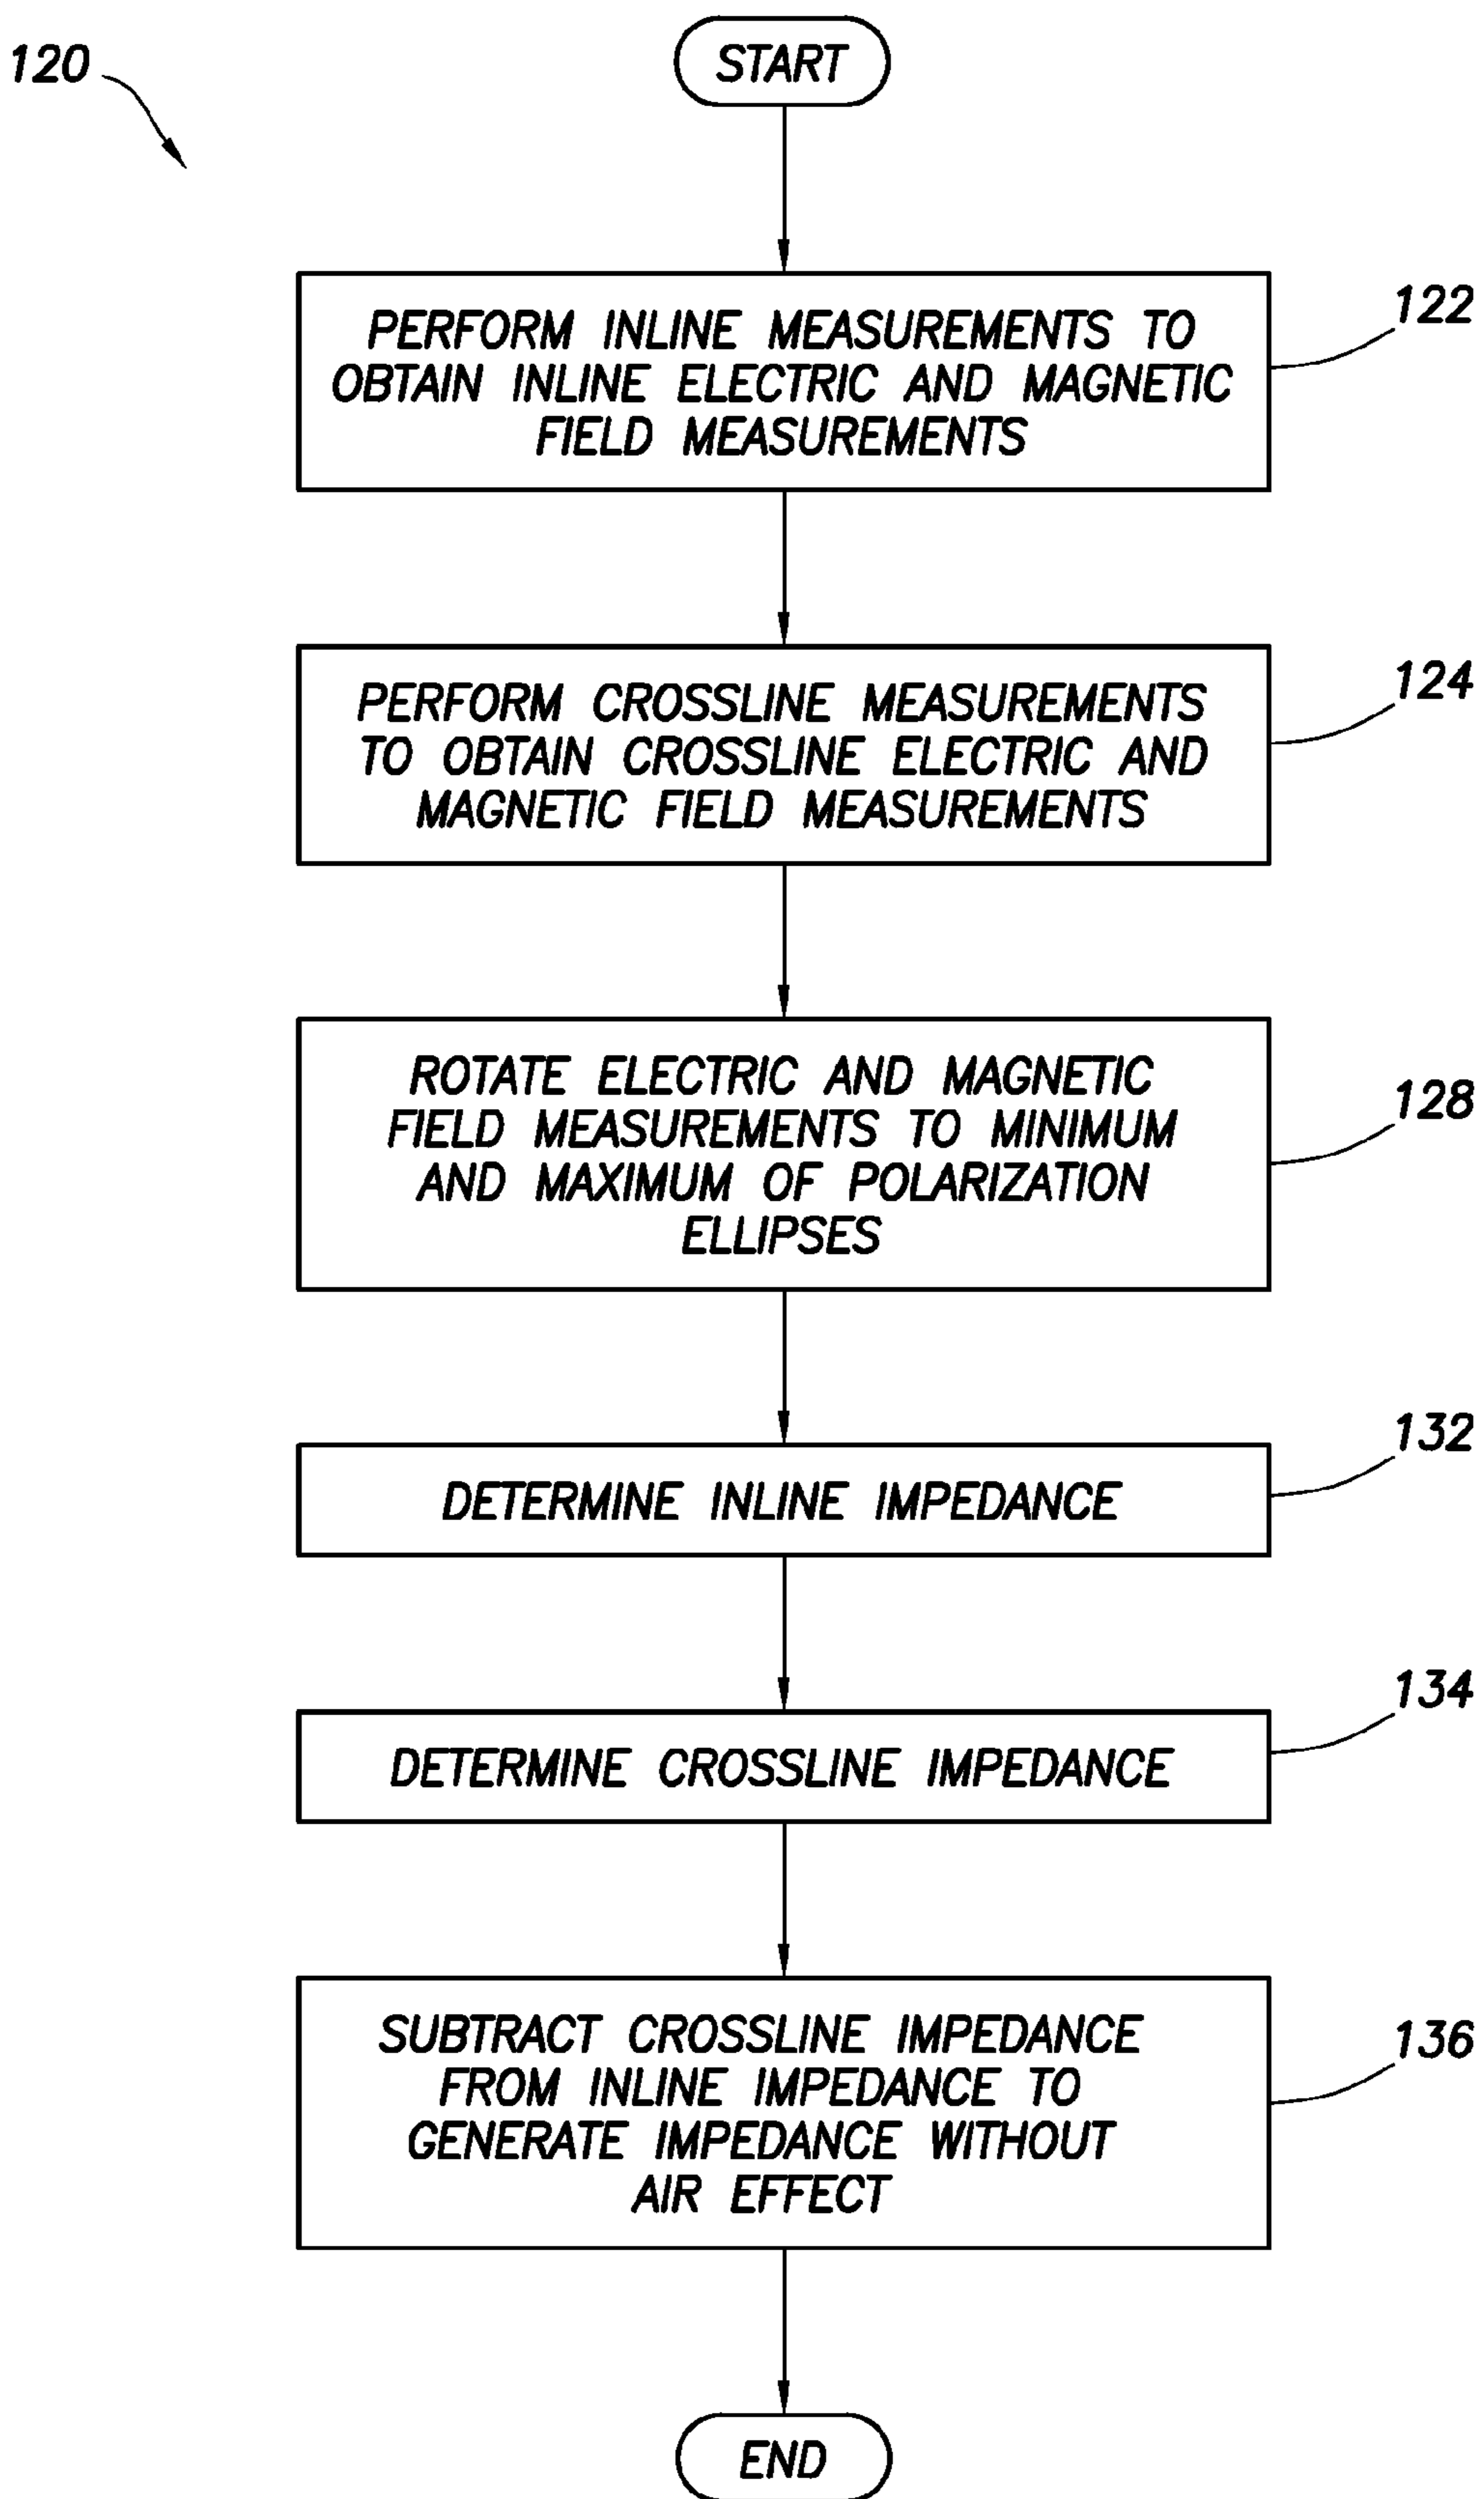 120
START
122
PERFORM INLINE MEASUREMENTS TO
OBTAIN INLINE ELECTRIC AND MAGNETIC
FIELD MEASUREMENTS
124
PERFORM CROSSLINE MEASUREMENTS
TO OBTAIN CROSSLINE ELECTRIC AND
MAGNETIC FIELD MEASUREMENTS
128
ROTATE ELECTRIC AND MAGNETIC
FIELD MEASUREMENTS TO MINIMUM
AND MAXIMUM OF POLARIZATION
ELLIPSES
132
DETERMINE INLINE IMPEDANCE
134
DETERMINE CROSSLINE IMPEDANCE
136
SUBTRACT CROSSLINE IMPEDANCE
FROM INLINE IMPEDANCE TO
GENERATE IMPEDANCE WITHOUT
AIR EFFECT
END